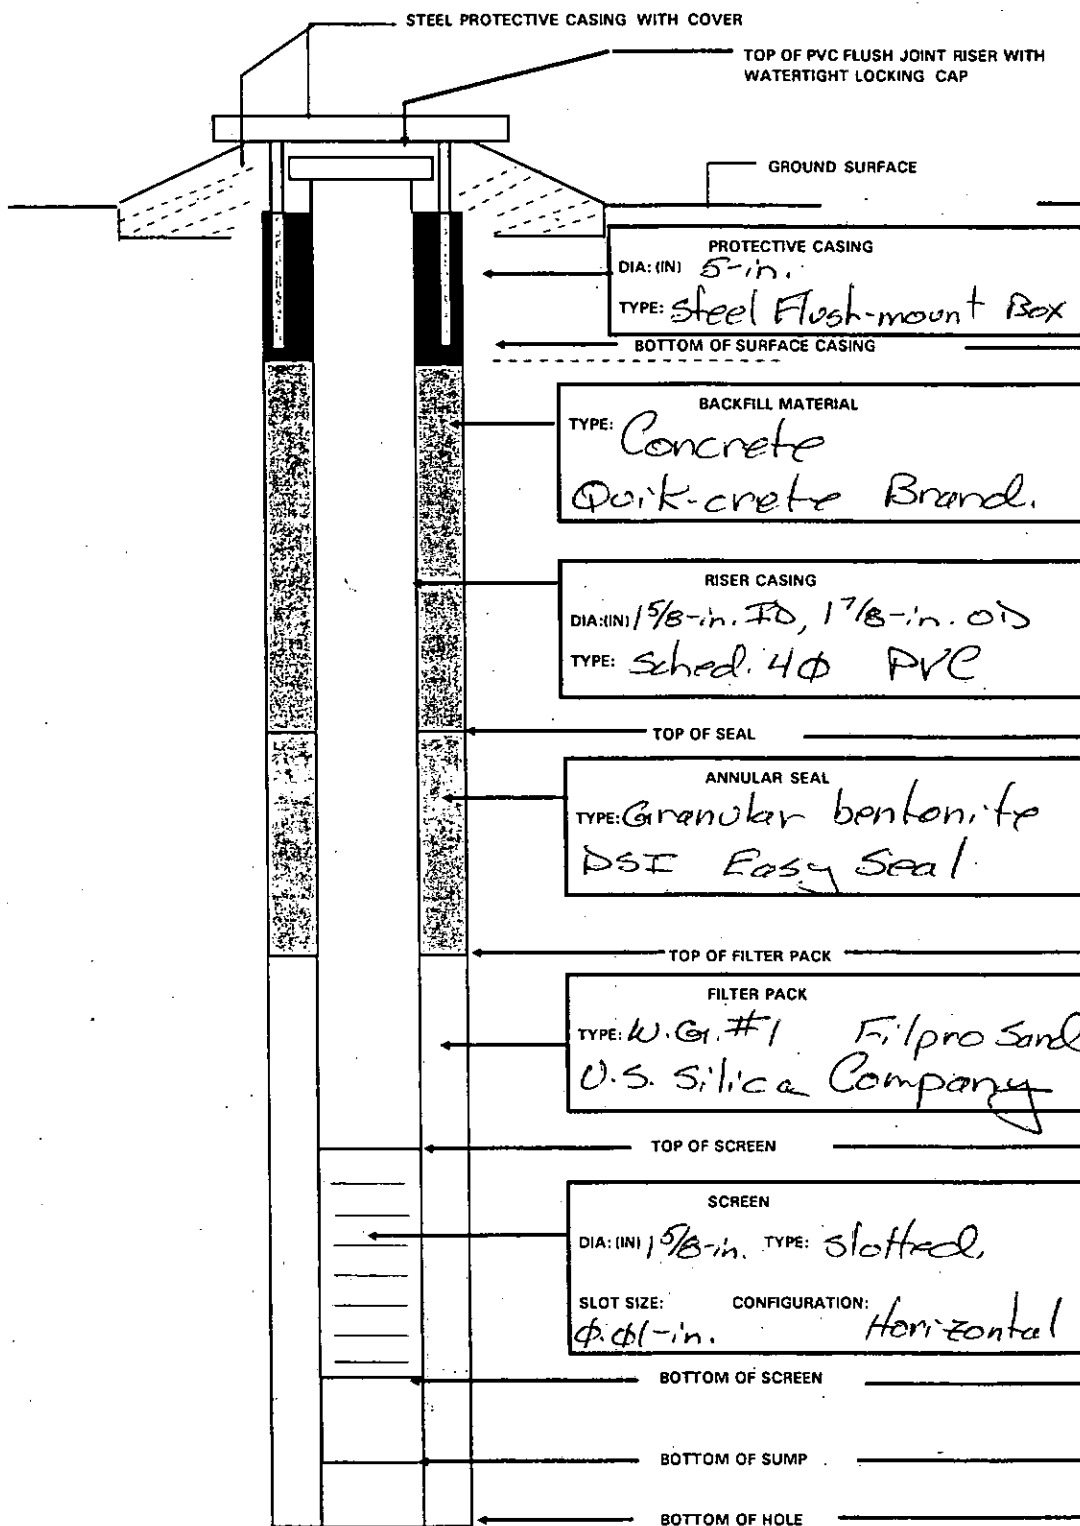 STEEL PROTECTIVE CASING WITH COVER
TOP OF PVC FLUSH JOINT RISER WITH
WATERTIGHT LOCKING CAP
GROUND SURFACE
PROTECTIVE CASING
DIA: (IN) 5-in.
TYPE: Steel Flush-mount Box
BOTTOM OF SURFACE CASING
BACKFILL MATERIAL
TYPE: Concrete
Quik-crete Brand.
RISER CASING
DIA:(IN) 1 5/8-in. ID, 1 7/8-in. OD
TYPE: Sched. 4Φ PVC
TOP OF SEAL
ANNULAR SEAL
TYPE: Granular bentonite
DSI Easy Seal
TOP OF FILTER PACK
FILTER PACK
TYPE: W.G. #1 Filpro Sand
U.S. Silica Company
TOP OF SCREEN
SCREEN
DIA: (IN) 1 5/8-in. TYPE: Slotted,
SLOT SIZE: CONFIGURATION:
Φ.Φ1-in. Horizontal
BOTTOM OF SCREEN
BOTTOM OF SUMP
BOTTOM OF HOLE